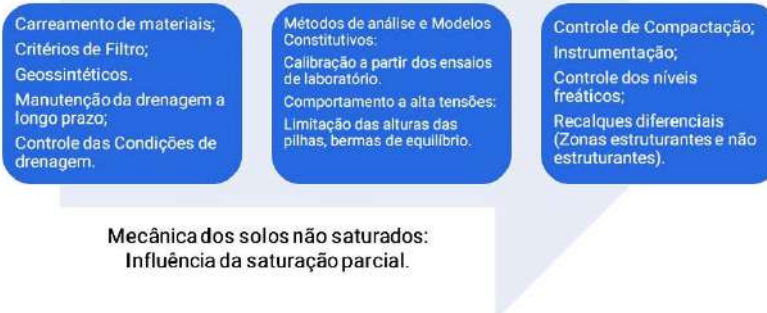 Carreamento de materiais;
Critérios de Filtro;
Geossintéticos.
Manutenção da drenagem a
longo prazo;
Controle das Condições de
drenagem.
Métodos de análise e Modelos
Constitutivos:
Calibração a partir dos ensaios
de laboratório.
Comportamento a alta tensões:
Limitação das alturas das
pilhas, bermas de equilíbrio.
Controle de Compactação;
Instrumentação;
Controle dos níveis
freáticos;
Recalques diferenciais
(Zonas estruturantes e não
estruturantes).
Mecânica dos solos não saturados:
Influência da saturação parcial.